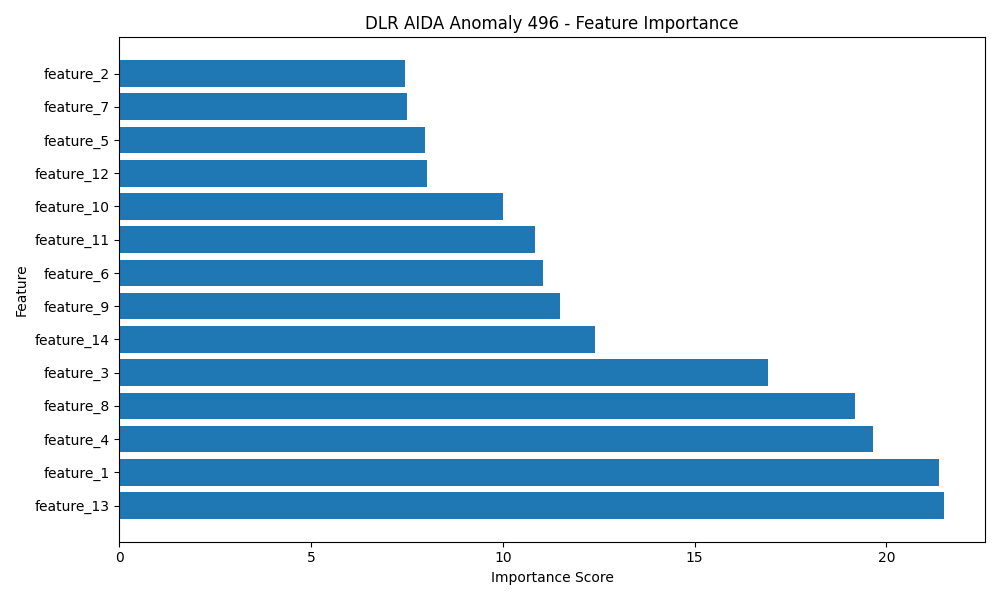 DLR AIDA Anomaly 496 - Feature Importance
Feature
feature_2
feature_7
feature_5
feature_12
feature_10
feature_11
feature_6
feature_9
feature_14
feature_3
feature_8
feature_4
feature_1
feature_13
0 5 10 15 20
Importance Score